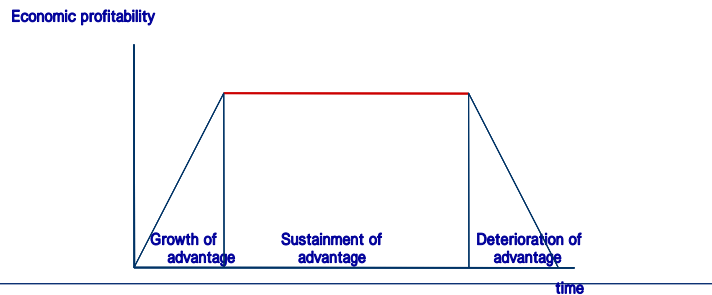 Economic profitability
Growth of
advantage
Sustainment of
advantage
Deterioration of
advantage
time